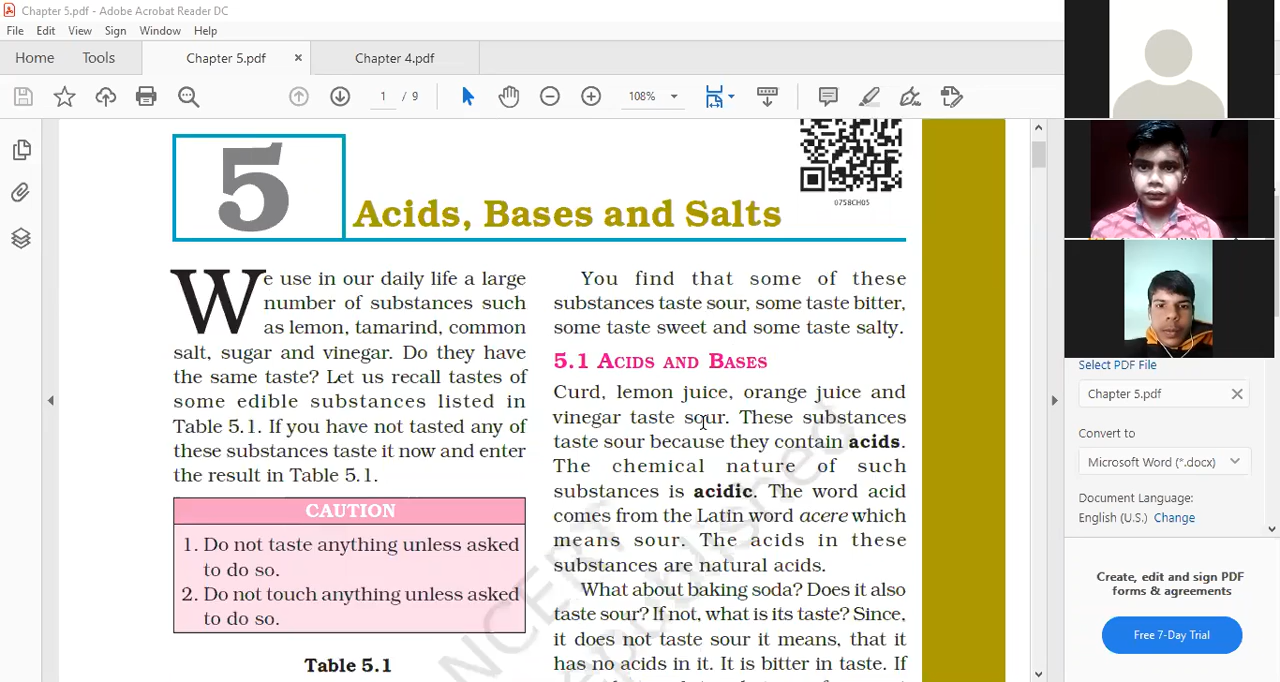 Chapter 5.pdf - Adobe Acrobat Reader DC
File Edit View Sign Window Help
Home Tools Chapter 5.pdf × Chapter 4.pdf
1 / 9 108%
5
0758CH05
Acids, Bases and Salts
We use in our daily life a large
number of substances such
as lemon, tamarind, common
salt, sugar and vinegar. Do they have
the same taste? Let us recall tastes of
some edible substances listed in
Table 5.1. If you have not tasted any of
these substances taste it now and enter
the result in Table 5.1.
CAUTION
1. Do not taste anything unless asked
to do so.
2. Do not touch anything unless asked
to do so.
Table 5.1
You find that some of these
substances taste sour, some taste bitter,
some taste sweet and some taste salty.
5.1 ACIDS AND BASES
Curd, lemon juice, orange juice and
vinegar taste sour. These substances
taste sour because they contain acids.
The chemical nature of such
substances is acidic. The word acid
comes from the Latin word acere which
means sour. The acids in these
substances are natural acids.
What about baking soda? Does it also
taste sour? If not, what is its taste? Since,
it does not taste sour it means, that it
has no acids in it. It is bitter in taste. If
NCERT
Select PDF File
Chapter 5.pdf
Convert to
Microsoft Word (*.docx)
Document Language:
English (U.S.) Change
Create, edit and sign PDF
forms & agreements
Free 7-Day Trial